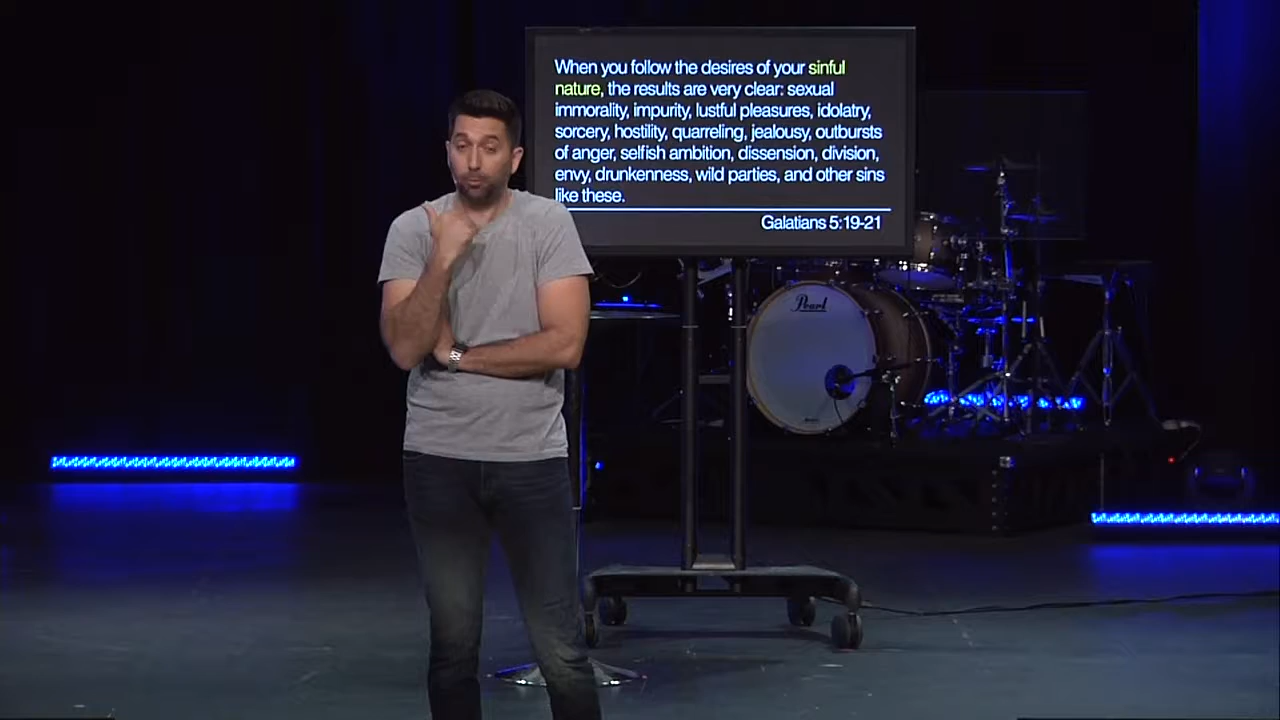 When you follow the desires of your sinful
nature, the results are very clear: sexual
immorality, impurity, lustful pleasures, idolatry,
sorcery, hostility, quarreling, jealousy, outbursts
of anger, selfish ambition, dissension, division,
envy, drunkenness, wild parties, and other sins
like these.
Galatians 5:19-21
Pearl